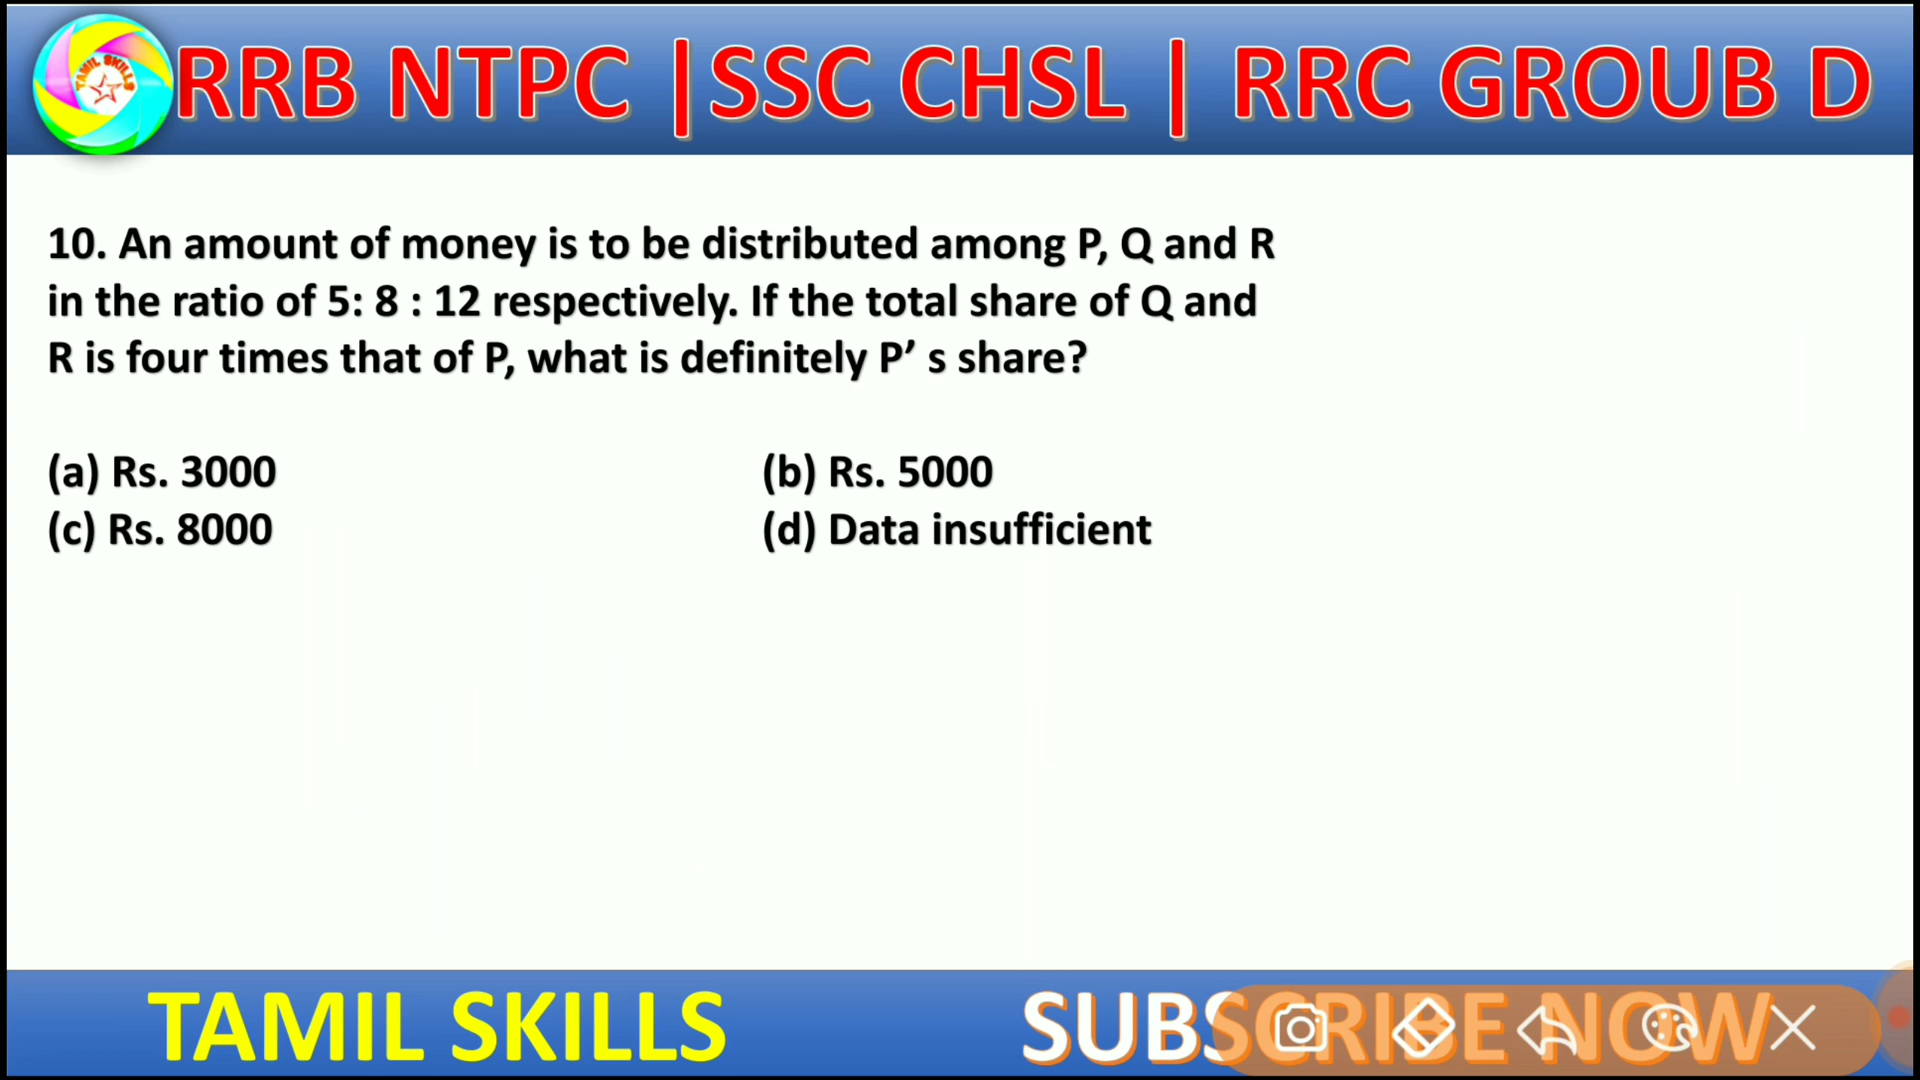 TAMIL SKILLS
RRB NTPC |SSC CHSL | RRC GROUB D
10. An amount of money is to be distributed among P, Q and R
in the ratio of 5: 8 : 12 respectively. If the total share of Q and
R is four times that of P, what is definitely P’ s share?
(a) Rs. 3000 (b) Rs. 5000
(c) Rs. 8000 (d) Data insufficient
TAMIL SKILLS SUBSCRIBE NOW